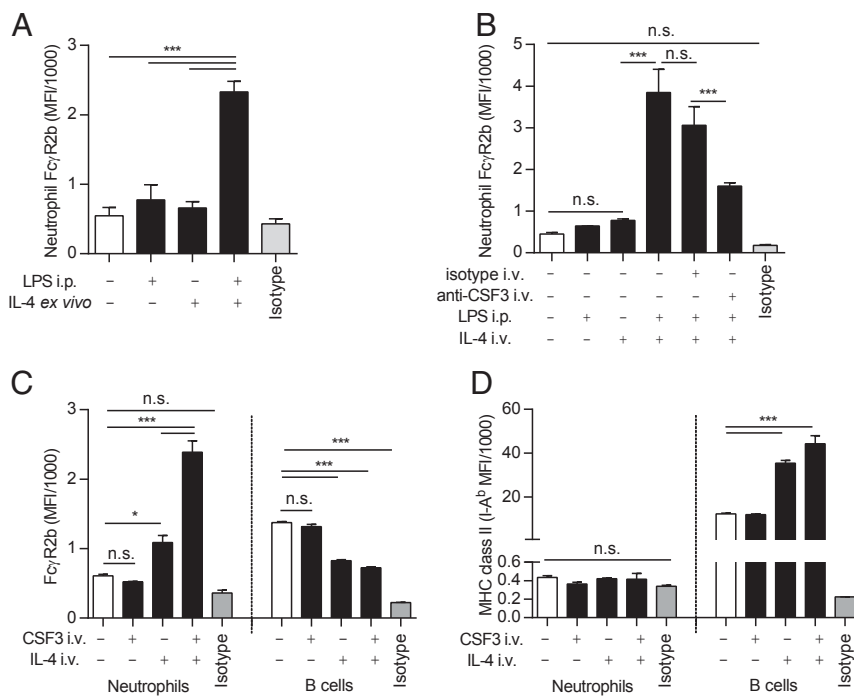 A
Neutrophil FcγR2b (MFI/1000)
3
2
1
0
***
LPS i.p. – + – +
IL-4 ex vivo – – + +
Isotype
B
Neutrophil FcγR2b (MFI/1000)
5
4
3
2
1
0
n.s.
*** n.s.
***
n.s.
isotype i.v. – – – – + –
anti-CSF3 i.v. – – – – – +
LPS i.p. – + – + + +
IL-4 i.v. – – + + + +
Isotype
C
FcγR2b (MFI/1000)
3
2
1
0
n.s.
***
*
n.s.
***
***
n.s.
CSF3 i.v. – + – + – + – +
IL-4 i.v. – – + + – – + +
Isotype
Isotype
Neutrophils B cells
D
MHC class II (I-Aᵇ MFI/1000)
60
40
20
0.6
0.4
0.2
0.0
n.s.
***
CSF3 i.v. – + – + – + – +
IL-4 i.v. – – + + – – + +
Isotype
Isotype
Neutrophils B cells